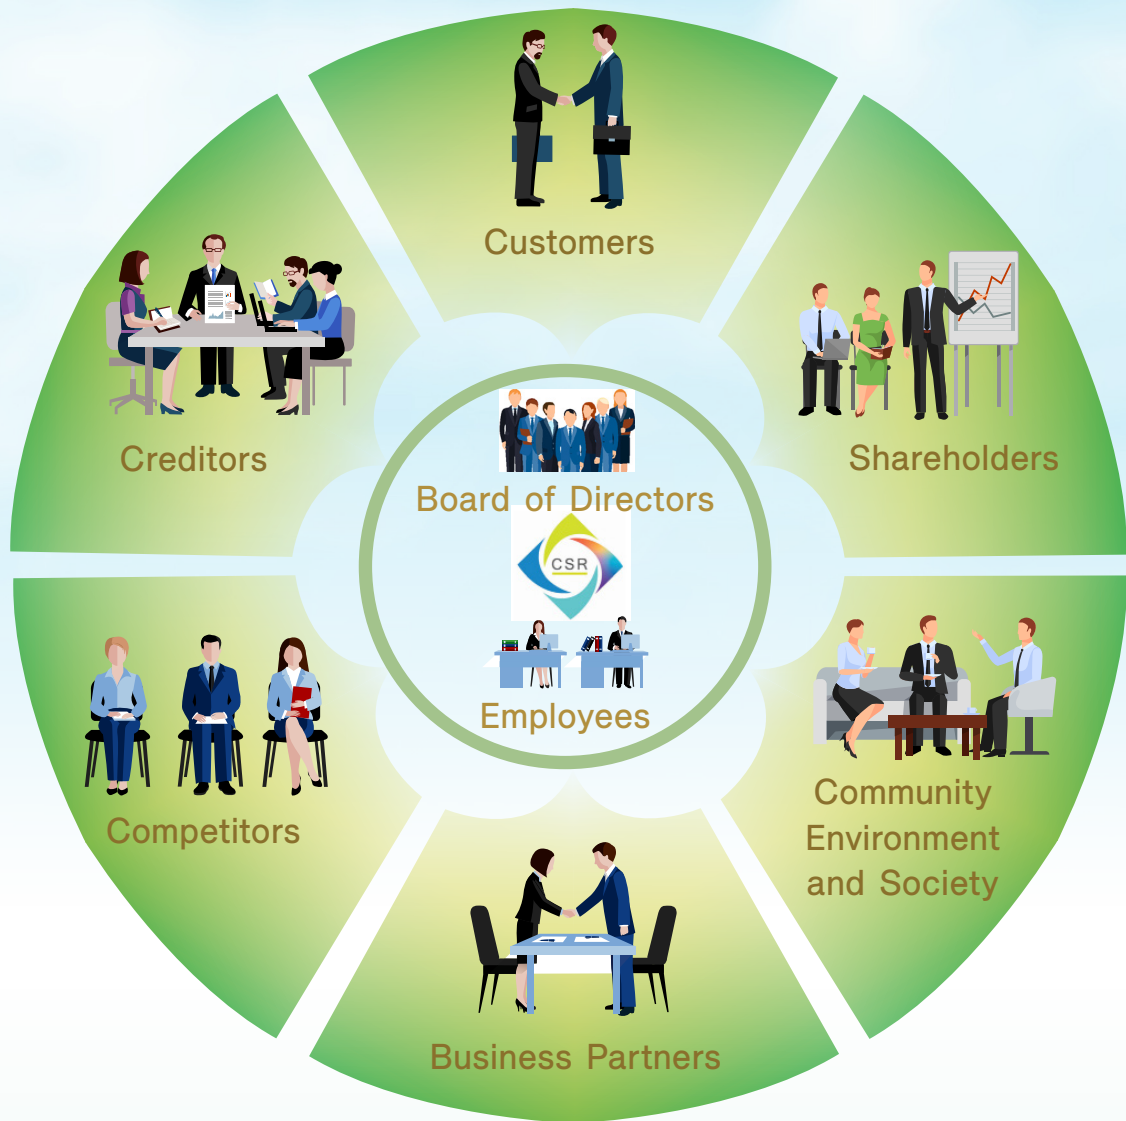 Customers
Creditors
Shareholders
Board of Directors
CSR
Employees
Competitors
Community
Environment
and Society
Business Partners